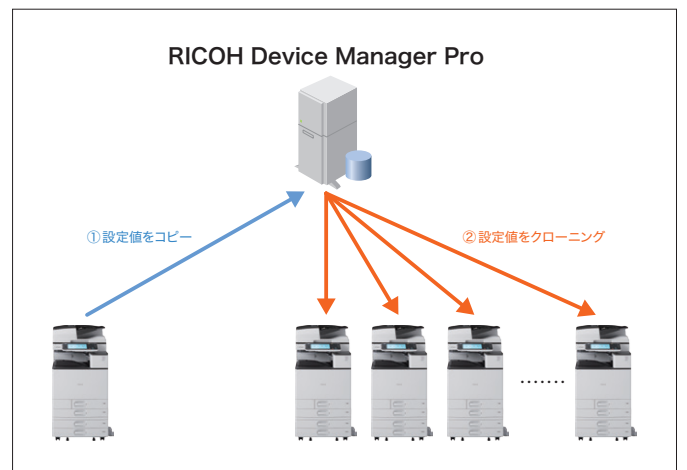 RICOH Device Manager Pro
①設定値をコピー
②設定値をクローニング
.......